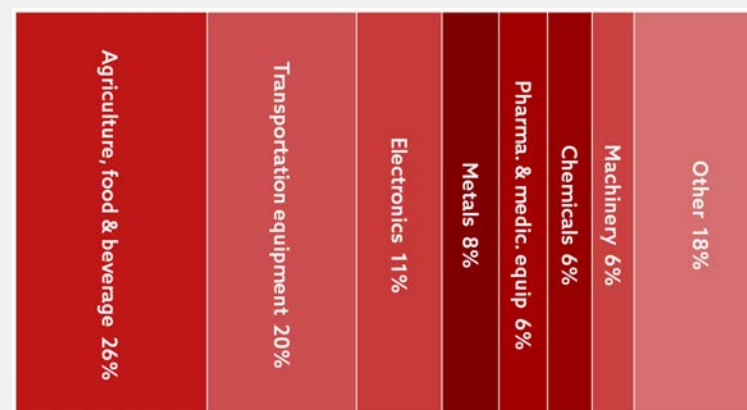 Agriculture, food & beverage 26%
Transportation equipment 20%
Electronics 11%
Metals 8%
Pharma. & medic. equip 6%
Chemicals 6%
Machinery 6%
Other 18%